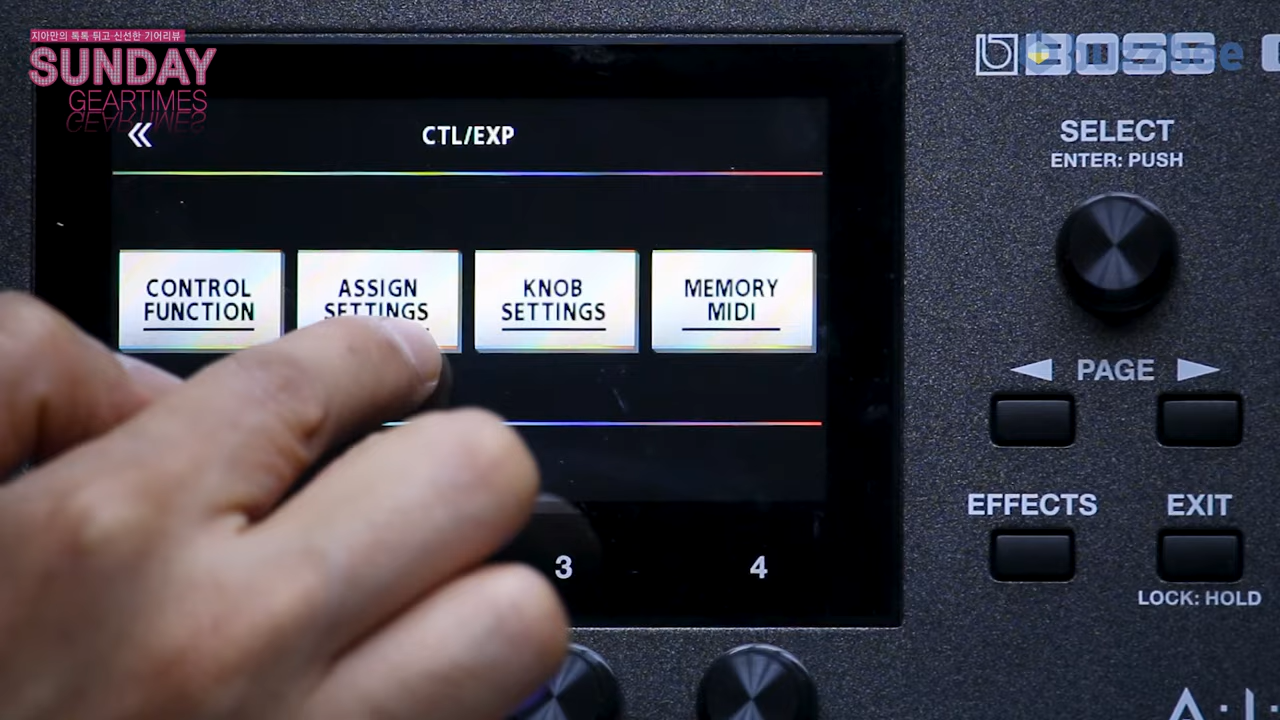 지아만의 톡톡 튀고 신선한 기어리뷰
SUNDAY
GEARTIMES
BOSS
CTL/EXP
SELECT
ENTER: PUSH
CONTROL
FUNCTION
ASSIGN
SETTINGS
KNOB
SETTINGS
MEMORY
MIDI
PAGE
EFFECTS
EXIT
3
4
LOCK: HOLD